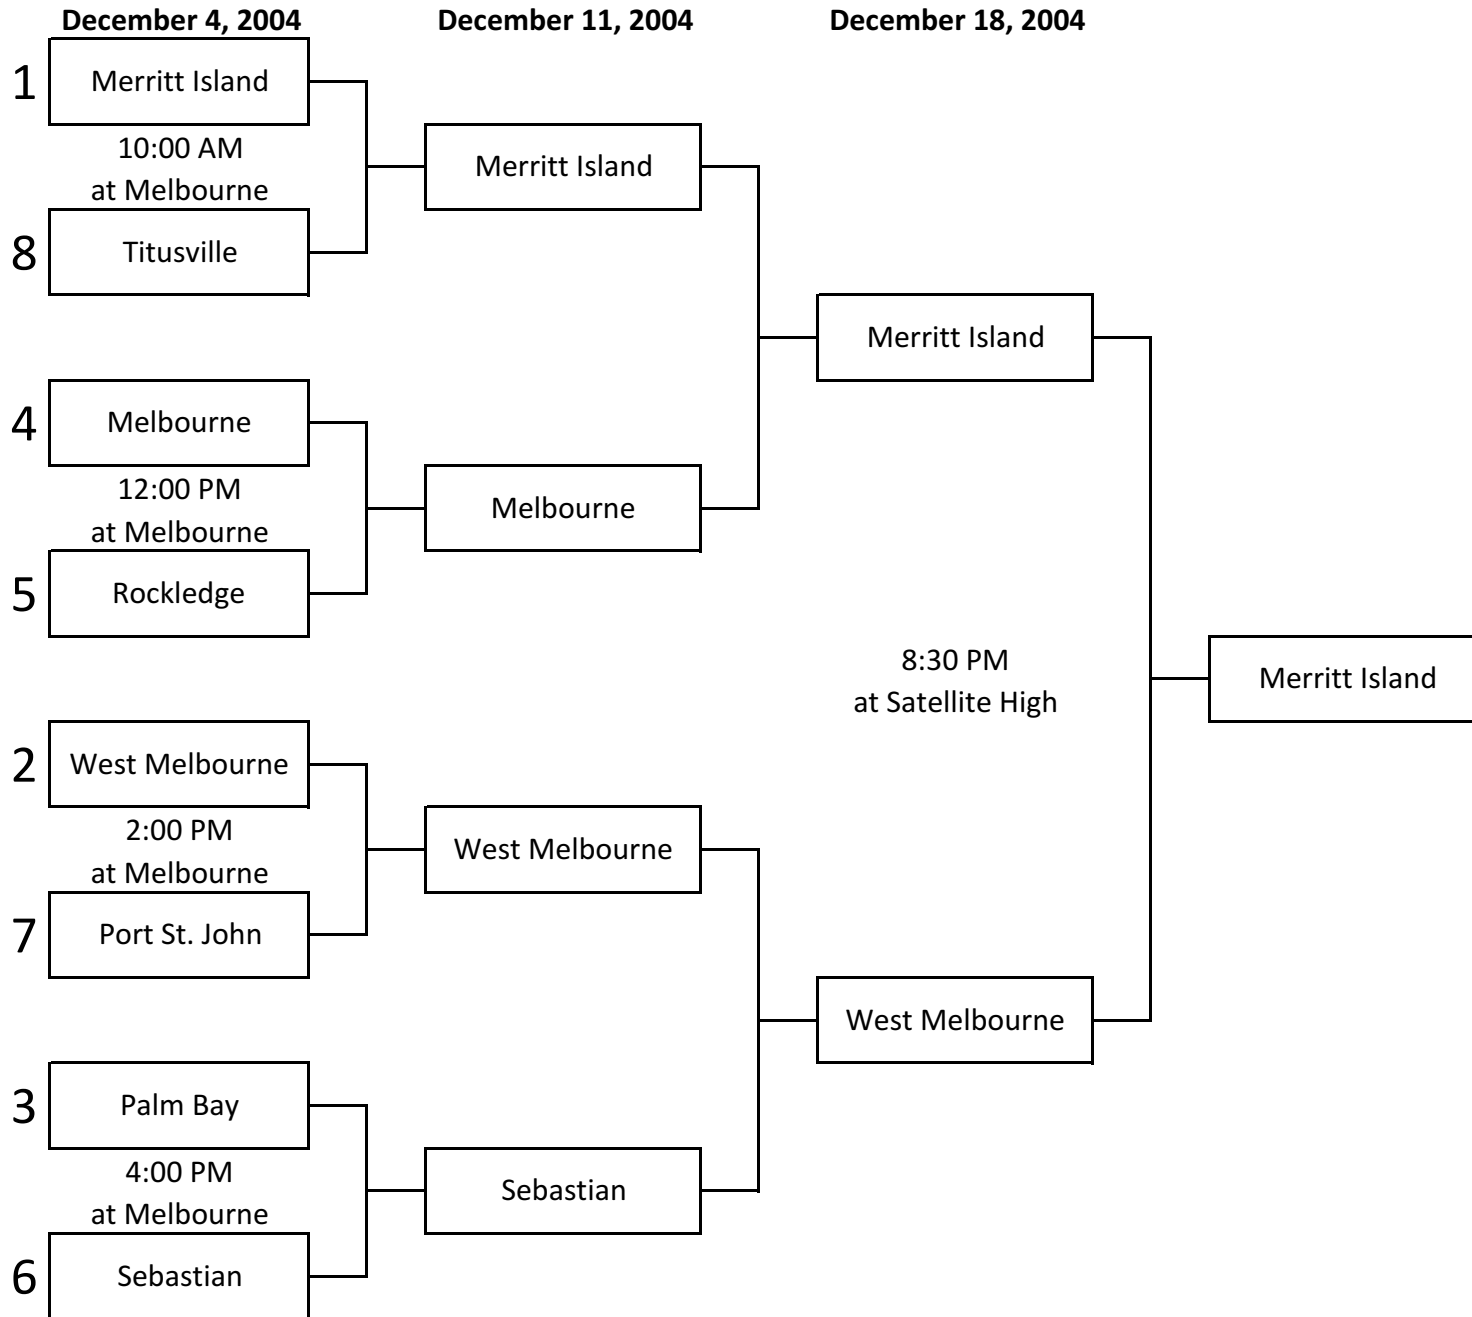 December 4, 2004
December 11, 2004
December 18, 2004
1
Merritt Island
10:00 AM
at Melbourne
8
Titusville
4
Melbourne
12:00 PM
at Melbourne
5
Rockledge
2
West Melbourne
2:00 PM
at Melbourne
7
Port St. John
3
Palm Bay
4:00 PM
at Melbourne
6
Sebastian
Merritt Island
Melbourne
West Melbourne
Sebastian
Merritt Island
8:30 PM
at Satellite High
West Melbourne
Merritt Island